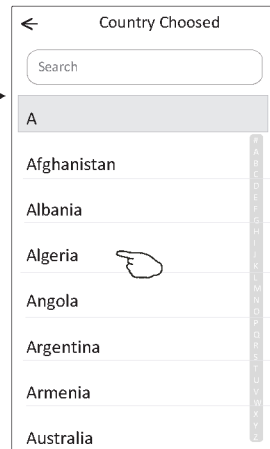 Country Choosed
Search
A
Afghanistan
Albania
Algeria
Angola
Argentina
Armenia
Australia
#
A
B
C
D
E
F
G
H
I
J
K
L
M
N
O
P
Q
R
S
T
U
V
W
X
Y
Z